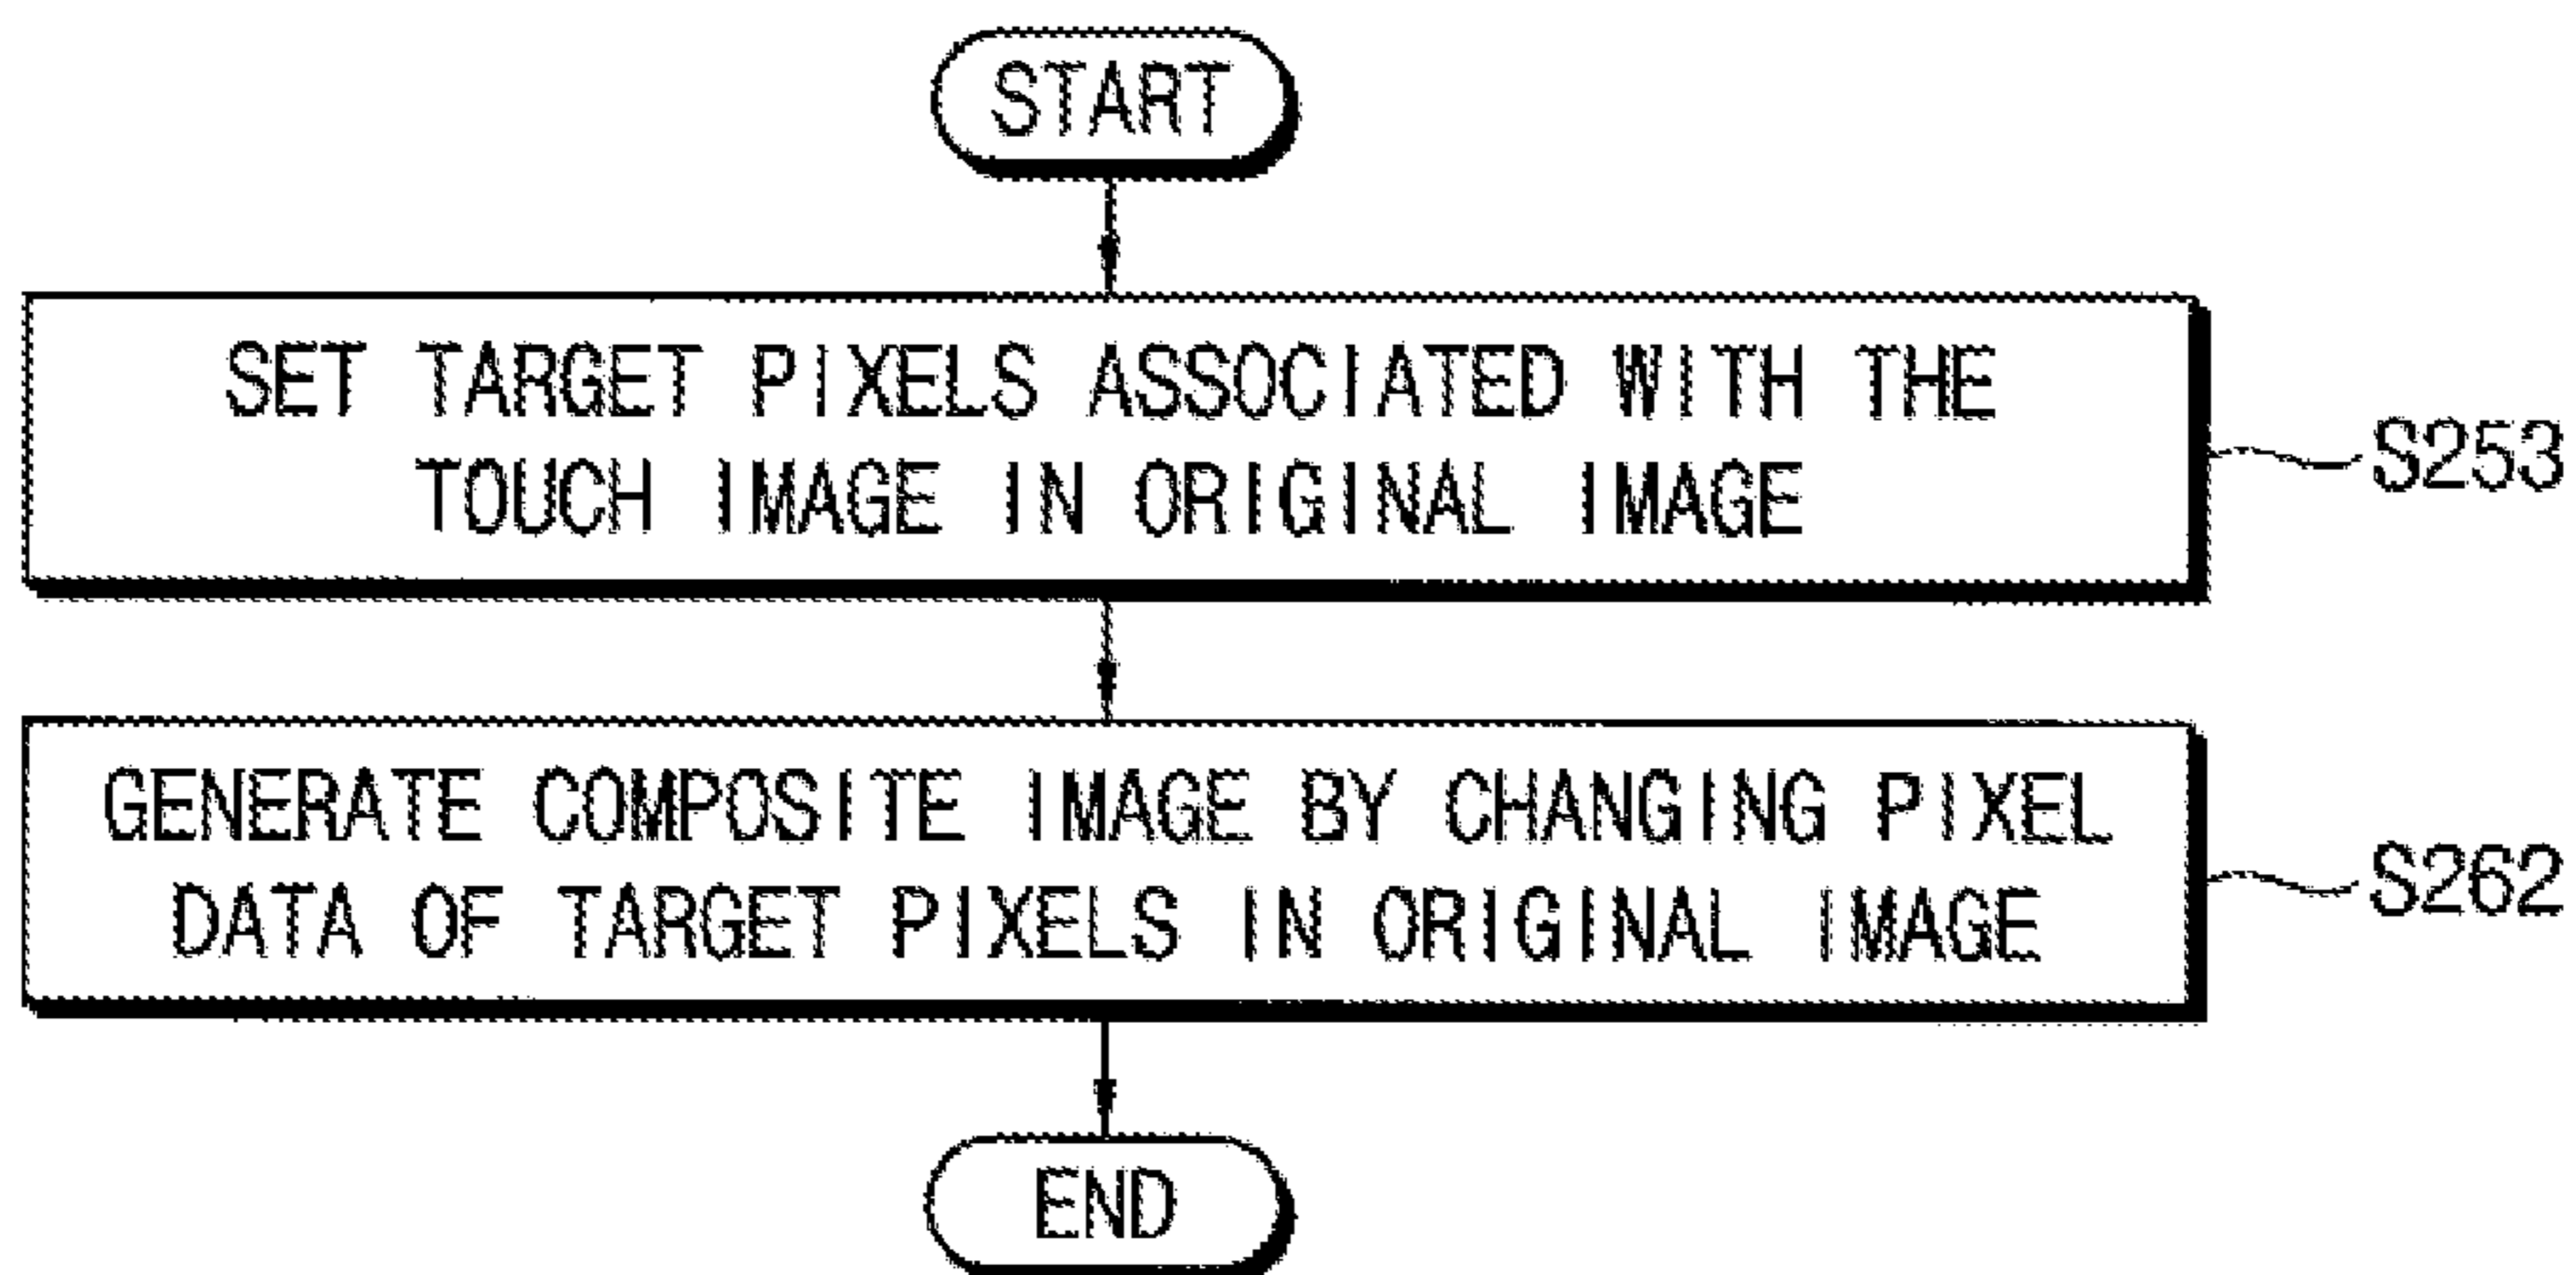 START
SET TARGET PIXELS ASSOCIATED WITH THE
TOUCH IMAGE IN ORIGINAL IMAGE
S253
GENERATE COMPOSITE IMAGE BY CHANGING PIXEL
DATA OF TARGET PIXELS IN ORIGINAL IMAGE
S262
END